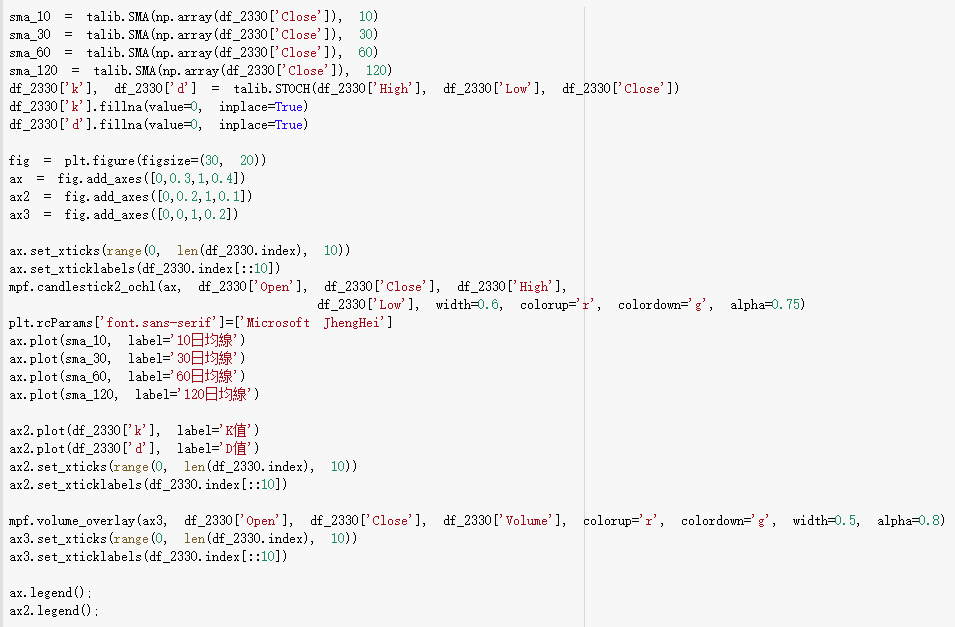 sma_10 = talib.SMA(np.array(df_2330['Close']), 10)
sma_30 = talib.SMA(np.array(df_2330['Close']), 30)
sma_60 = talib.SMA(np.array(df_2330['Close']), 60)
sma_120 = talib.SMA(np.array(df_2330['Close']), 120)
df_2330['k'], df_2330['d'] = talib.STOCH(df_2330['High'], df_2330['Low'], df_2330['Close'])
df_2330['k'].fillna(value=0, inplace=True)
df_2330['d'].fillna(value=0, inplace=True)
fig = plt.figure(figsize=(30, 20))
ax = fig.add_axes([0,0.3,1,0.4])
ax2 = fig.add_axes([0,0.2,1,0.1])
ax3 = fig.add_axes([0,0,1,0.2])
ax.set_xticks(range(0, len(df_2330.index), 10))
ax.set_xticklabels(df_2330.index[::10])
mpf.candlestick2_ochl(ax, df_2330['Open'], df_2330['Close'], df_2330['High'],
df_2330['Low'], width=0.6, colorup='r', colordown='g', alpha=0.75)
plt.rcParams['font.sans-serif']=['Microsoft JhengHei']
ax.plot(sma_10, label='10日均線')
ax.plot(sma_30, label='30日均線')
ax.plot(sma_60, label='60日均線')
ax.plot(sma_120, label='120日均線')
ax2.plot(df_2330['k'], label='K值')
ax2.plot(df_2330['d'], label='D值')
ax2.set_xticks(range(0, len(df_2330.index), 10))
ax2.set_xticklabels(df_2330.index[::10])
mpf.volume_overlay(ax3, df_2330['Open'], df_2330['Close'], df_2330['Volume'], colorup='r', colordown='g', width=0.5, alpha=0.8)
ax3.set_xticks(range(0, len(df_2330.index), 10))
ax3.set_xticklabels(df_2330.index[::10])
ax.legend();
ax2.legend();